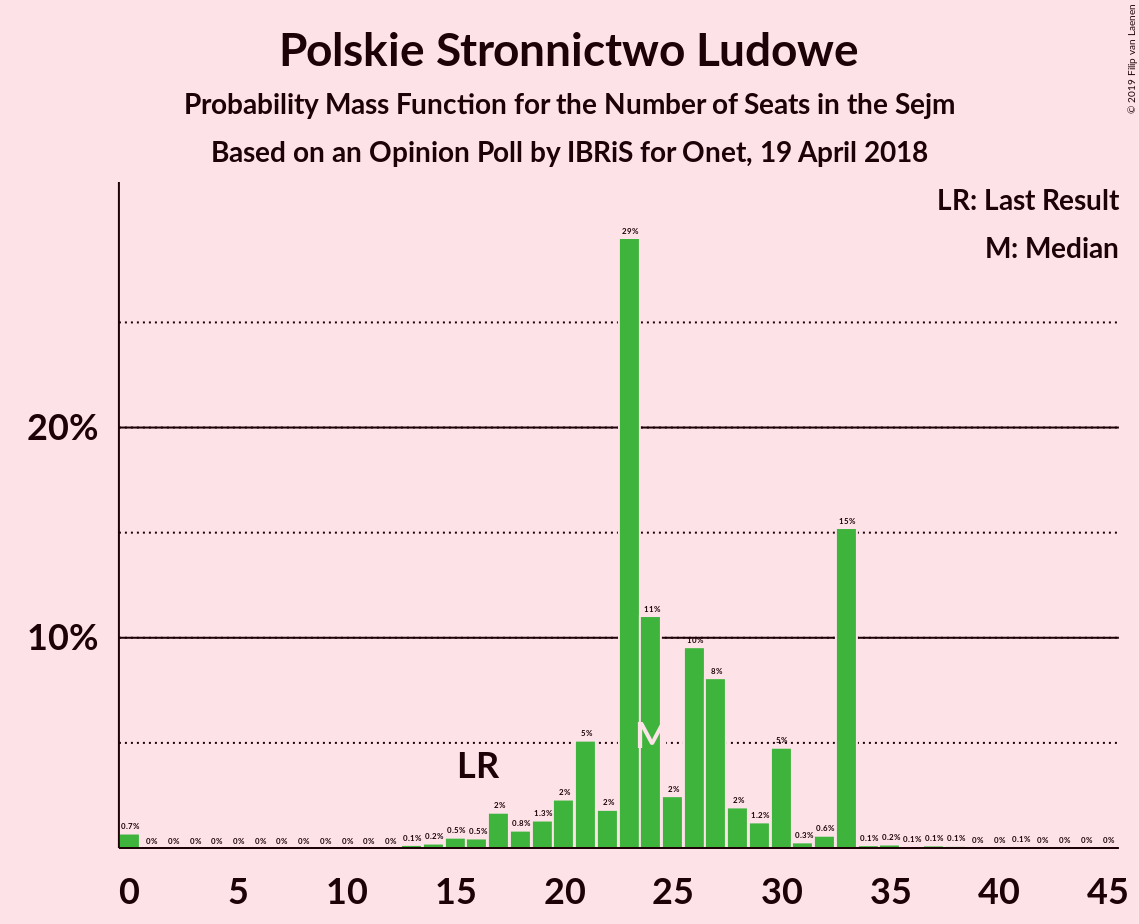 Polskie Stronnictwo Ludowe
Probability Mass Function for the Number of Seats in the Sejm
Based on an Opinion Poll by IBRiS for Onet, 19 April 2018
© 2019 Filip van Laenen
LR: Last Result
M: Median
20%
10%
0.7% 0% 0% 0% 0% 0% 0% 0% 0% 0% 0% 0% 0% 0.1% 0.2% 0.5% 0.5% 2% 0.8% 1.3% 2% 5% 2% 29% 11% 2% 10% 8% 2% 1.2% 5% 0.3% 0.6% 15% 0.1% 0.2% 0.1% 0.1% 0.1% 0% 0% 0.1% 0% 0% 0% 0%
LR
M
0 5 10 15 20 25 30 35 40 45